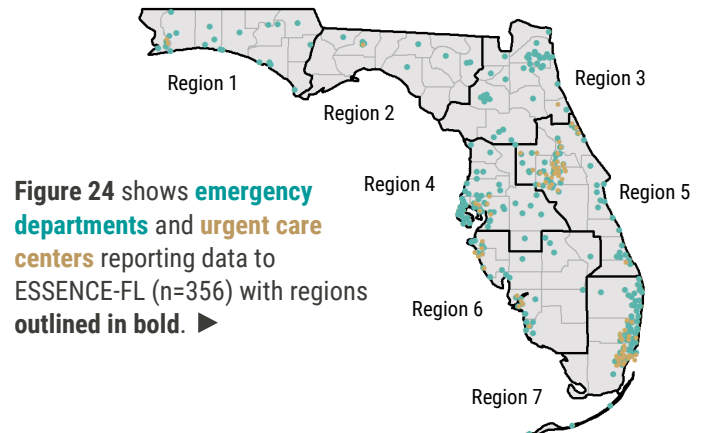 Region 1
Region 2
Region 3
Region 4
Region 5
Figure 24 shows emergency
departments and urgent care
centers reporting data to
ESSENCE-FL (n=356) with regions
outlined in bold. ►
Region 6
Region 7